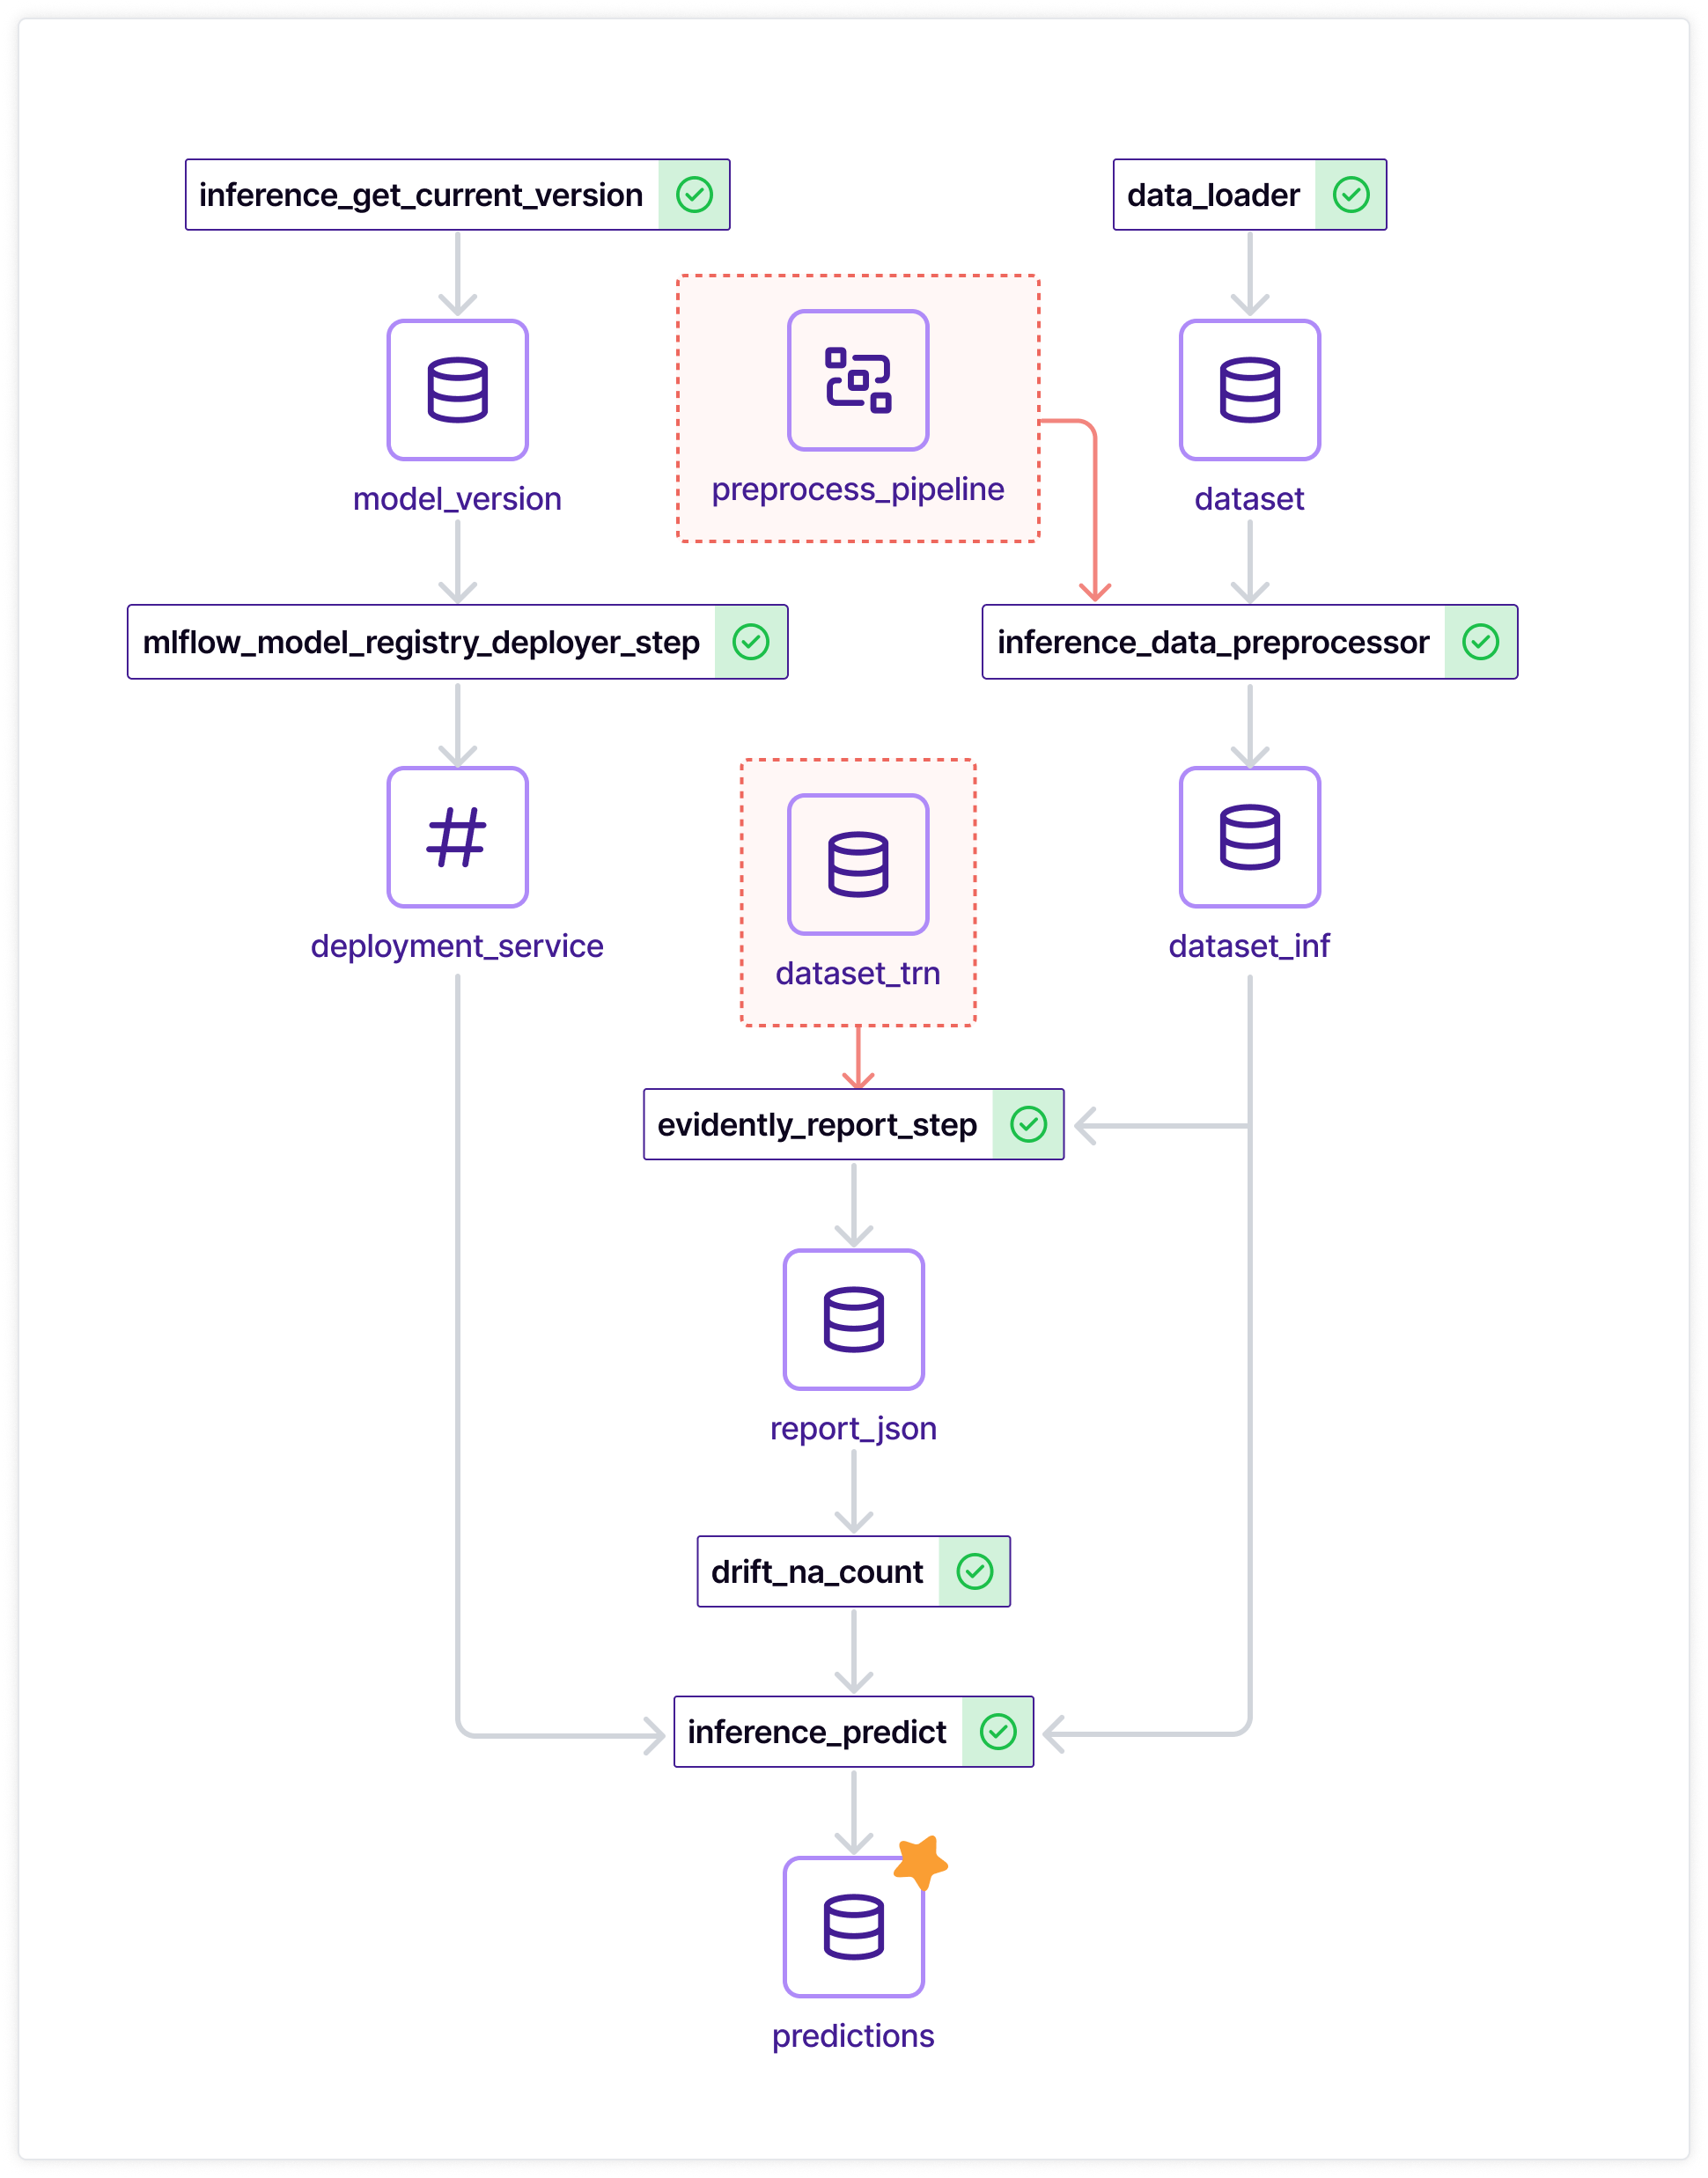 inference_get_current_version
data_loader
model_version
preprocess_pipeline
dataset
mlflow_model_registry_deployer_step
inference_data_preprocessor
deployment_service
dataset_trn
dataset_inf
evidently_report_step
report_json
drift_na_count
inference_predict
predictions